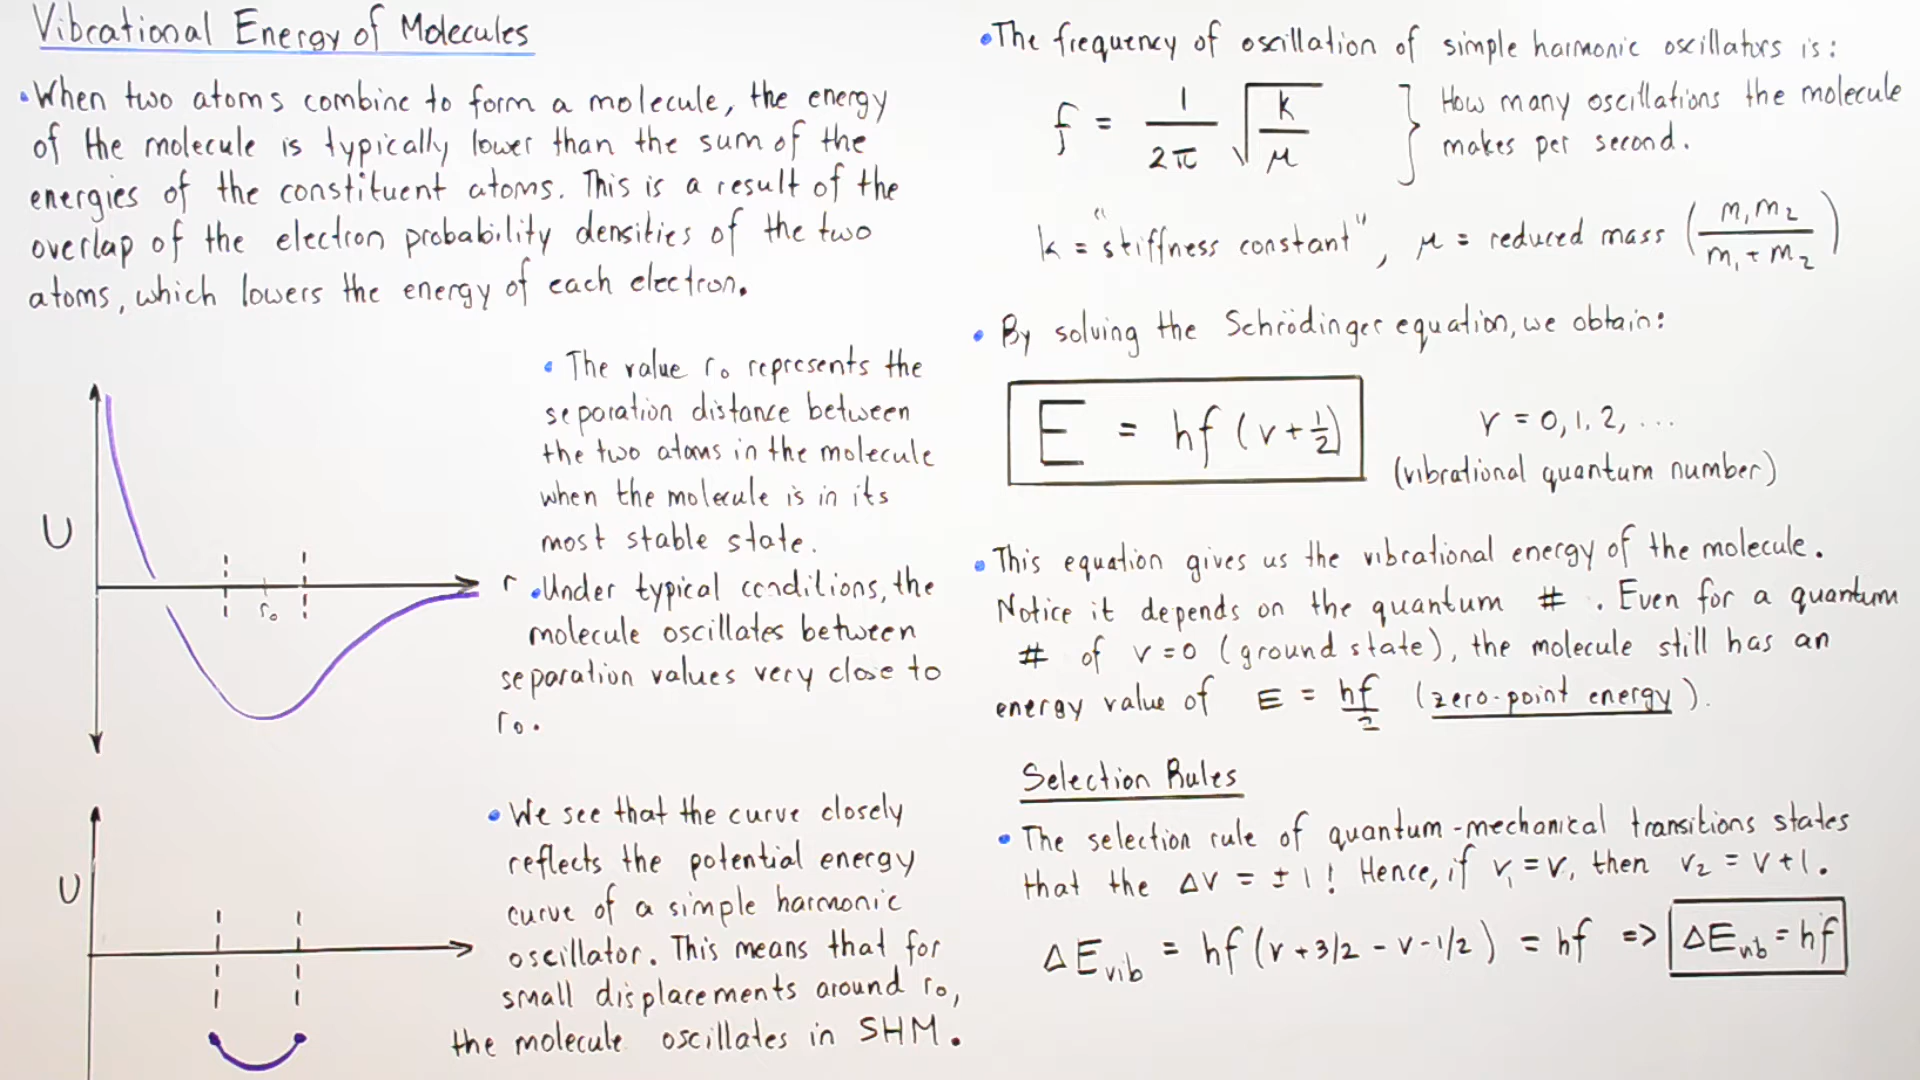 Vibrational Energy of Molecules
• When two atoms combine to form a molecule, the energy
of the molecule is typically lower than the sum of the
energies of the constituent atoms. This is a result of the
overlap of the electron probability densities of the two
atoms, which lowers the energy of each electron.
• The value r₀ represents the
separation distance between
the two atoms in the molecule
when the molecule is in its
most stable state.
U
r
r₀
• Under typical conditions, the
molecule oscillates between
separation values very close to
r₀.
U
• We see that the curve closely
reflects the potential energy
curve of a simple harmonic
oscillator. This means that for
small displacements around r₀,
the molecule oscillates in SHM.
• The frequency of oscillation of simple harmonic oscillators is:
f = 1/2π √(k/μ) } How many oscillations the molecule
makes per second.
k = "stiffness constant", μ = reduced mass (m₁m₂/m₁+m₂)
• By solving the Schrödinger equation, we obtain:
E = hf(v+½)
v = 0, 1, 2, ...
(vibrational quantum number)
• This equation gives us the vibrational energy of the molecule.
Notice it depends on the quantum #. Even for a quantum
# of v=0 (ground state), the molecule still has an
energy value of E = hf/2 (zero-point energy).
Selection Rules
• The selection rule of quantum-mechanical transitions states
that the ΔV = ±1! Hence, if v₁=v, then v₂ = v+1.
ΔEvib = hf(v+3/2 - v-1/2) = hf => ΔEvib = hf